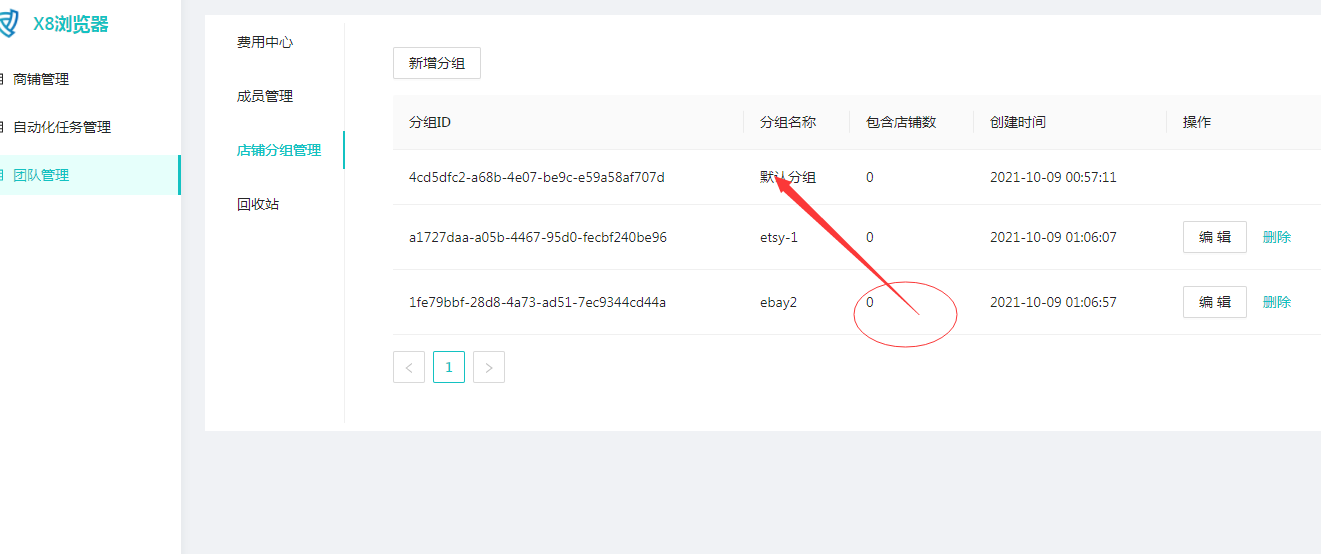 X8浏览器
商铺管理
自动化任务管理
团队管理
费用中心
成员管理
店铺分组管理
回收站
新增分组
分组ID 分组名称 包含店铺数 创建时间 操作
4cd5dfc2-a68b-4e07-be9c-e59a58af707d 默认分组 0 2021-10-09 00:57:11
a1727daa-a05b-4467-95d0-fecbf240be96 etsy-1 0 2021-10-09 01:06:07 编 辑 删除
1fe79bbf-28d8-4a73-ad51-7ec9344cd44a ebay2 0 2021-10-09 01:06:57 编 辑 删除
< 1 >